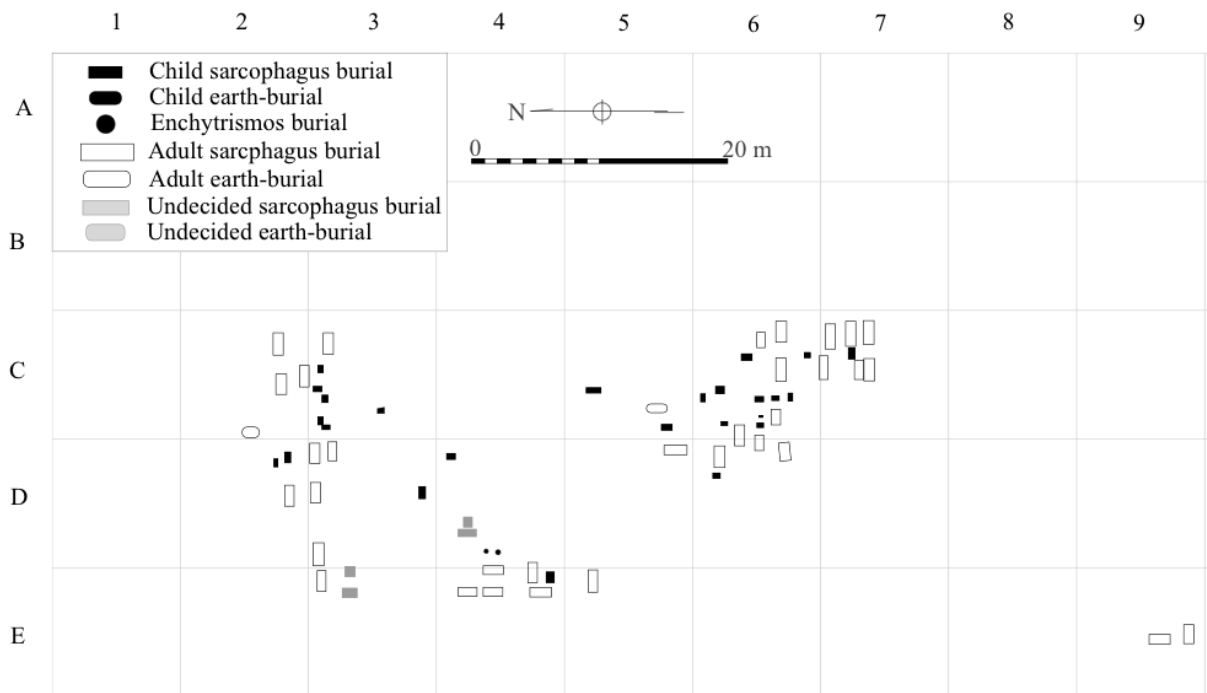 1 2 3 4 5 6 7 8 9
Child sarcophagus burial
Child earth-burial
Enchytrismos burial
Adult sarcphagus burial
Adult earth-burial
Undecided sarcophagus burial
Undecided earth-burial
N
0 20 m
A
B
C
D
E